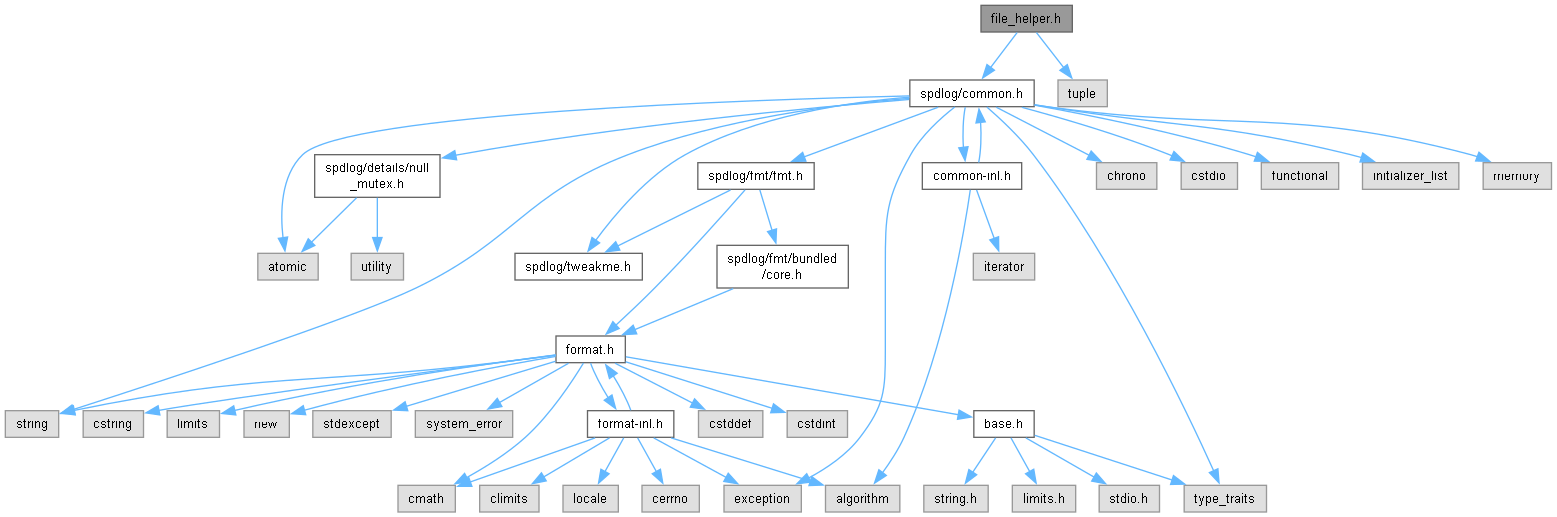 file_helper.h
spdlog/common.h
tuple
spdlog/details/null
_mutex.h
spdlog/fmt/fmt.h
common-inl.h
chrono
cstdio
functional
initializer_list
memory
atomic
utility
spdlog/tweakme.h
spdlog/fmt/bundled
/core.h
iterator
format.h
string
cstring
limits
new
stdexcept
system_error
format-inl.h
cstddef
cstdint
base.h
cmath
climits
locale
cerrno
exception
algorithm
string.h
limits.h
stdio.h
type_traits